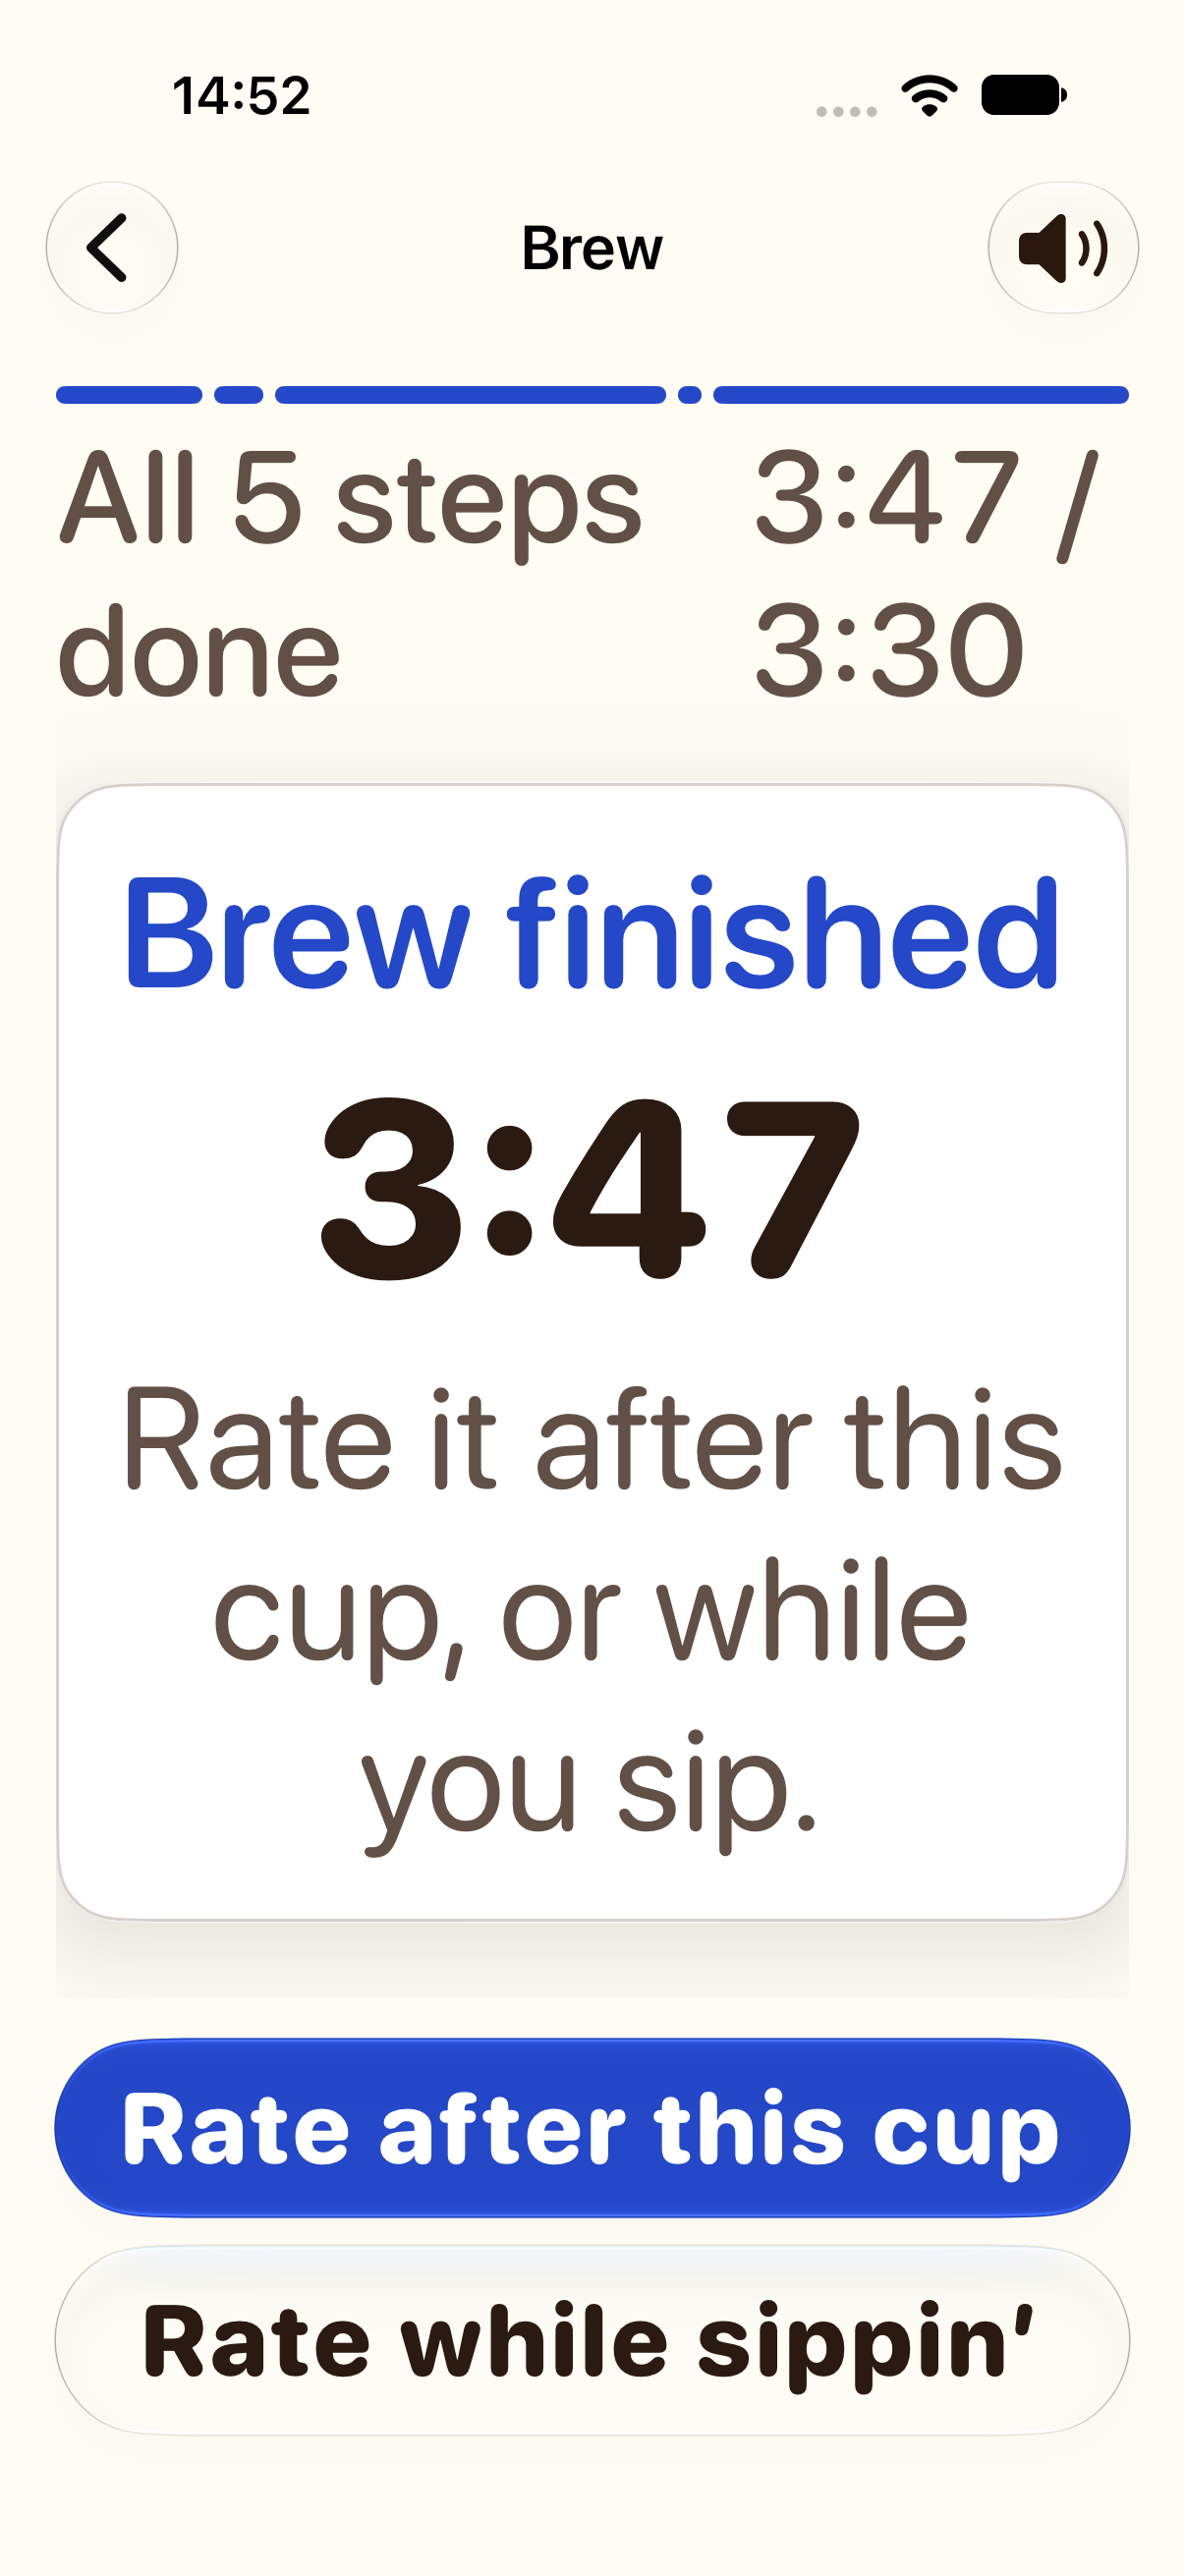 14:52
Brew
All 5 steps done
3:47 / 3:30
Brew finished
3:47
Rate it after this
cup, or while
you sip.
Rate after this cup
Rate while sippin’